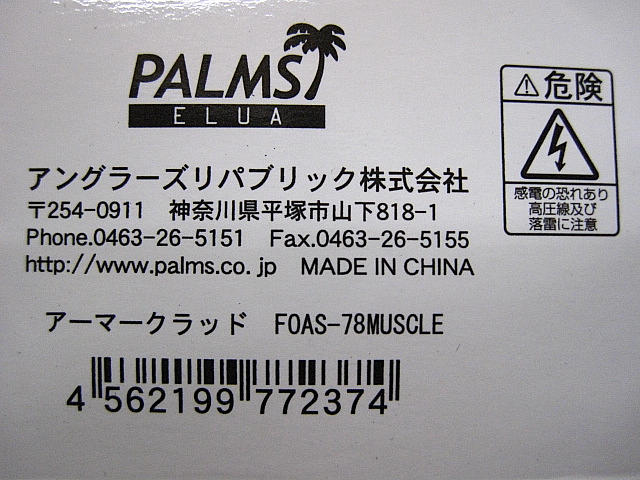 PALMS
ELUA
アングラーズリパブリック株式会社
〒254-0911 神奈川県平塚市山下818-1
Phone.0463-26-5151 Fax.0463-26-5155
http://www.palms.co.jp MADE IN CHINA
アーマークラッド FOAS-78MUSCLE
4 562199 772374
⚠危険
感電の恐れあり
高圧線及び
落雷に注意